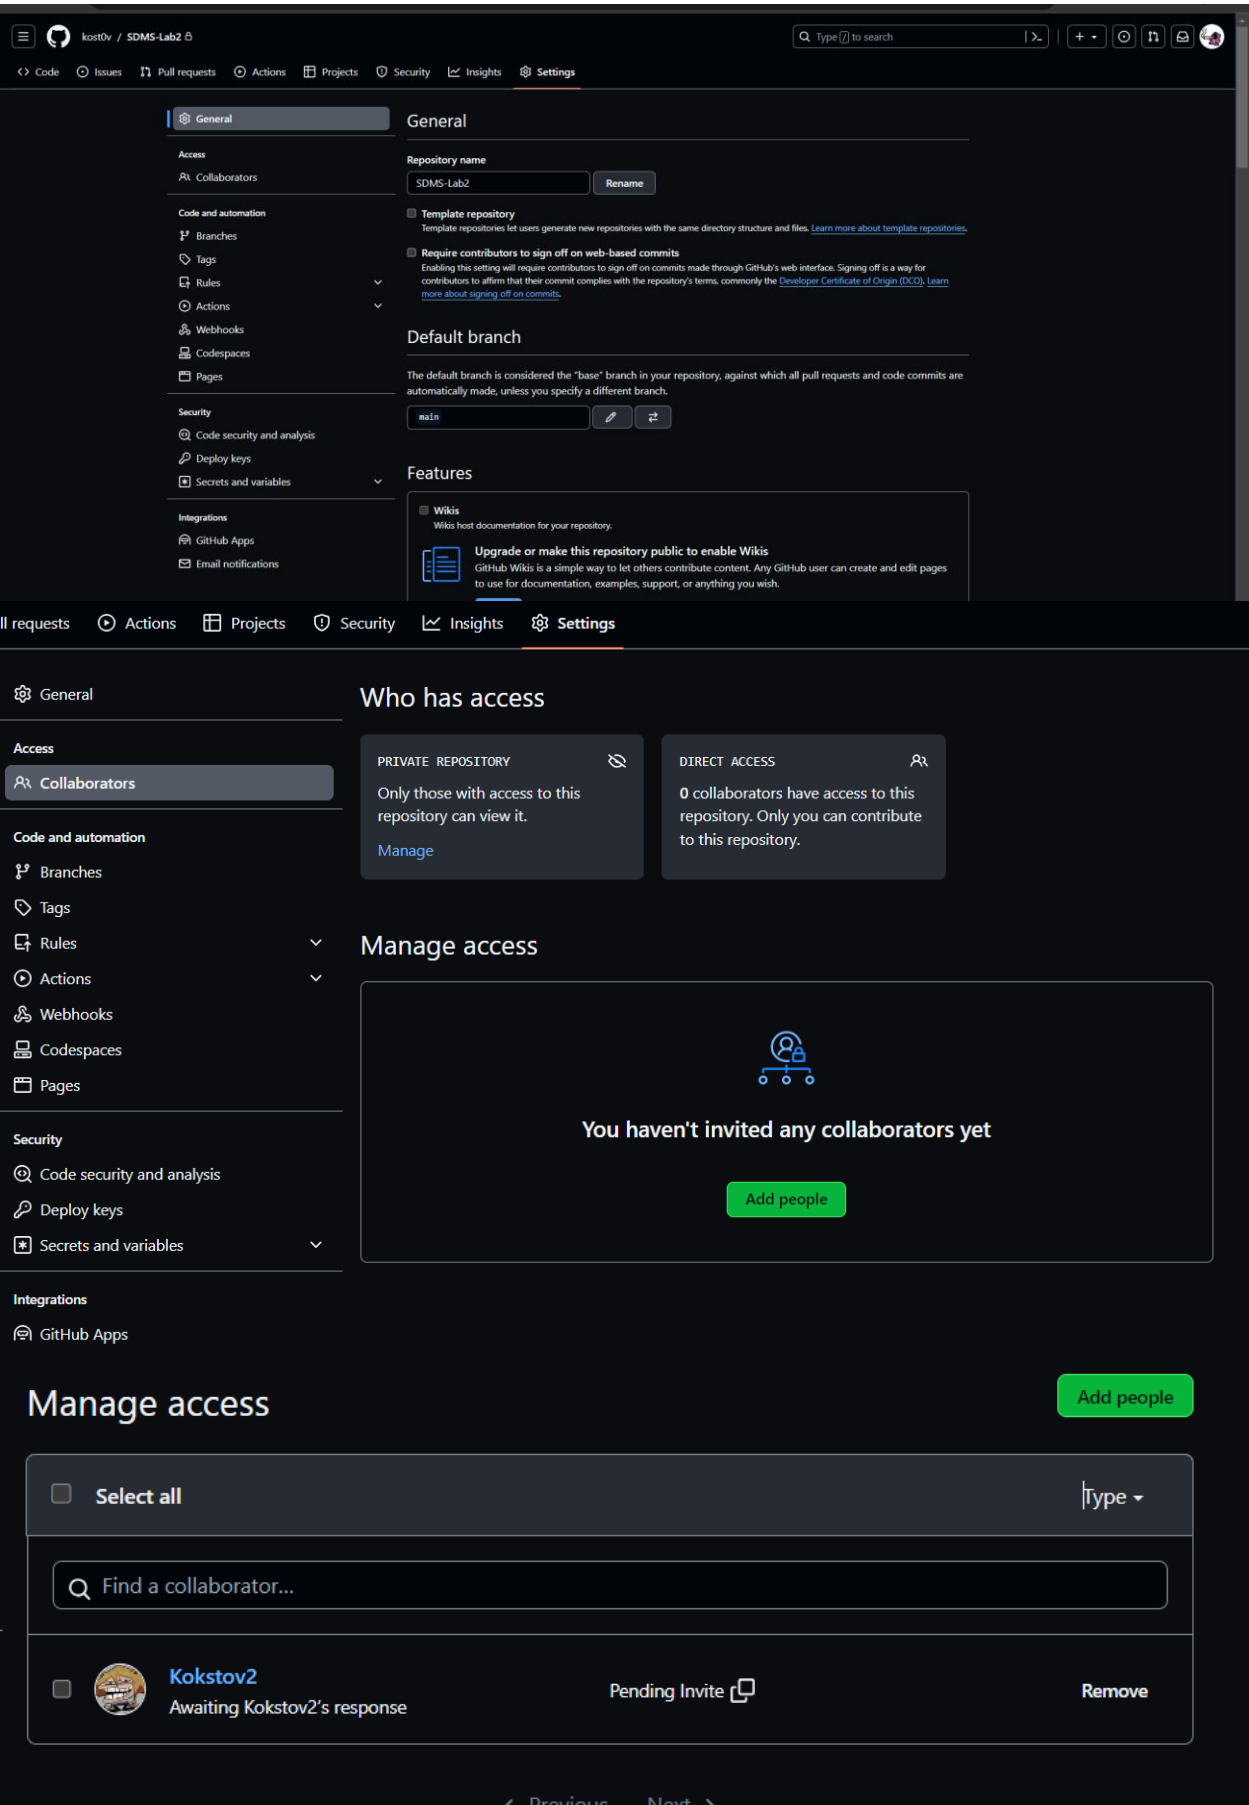 kost0v / SDMS-Lab2
Type / to search
Code Issues Pull requests Actions Projects Security Insights Settings
General
Access
Collaborators
Code and automation
Branches
Tags
Rules
Actions
Webhooks
Codespaces
Pages
Security
Code security and analysis
Deploy keys
Secrets and variables
Integrations
GitHub Apps
Email notifications
General
Repository name
SDMS-Lab2 Rename
Template repository
Template repositories let users generate new repositories with the same directory structure and files. Learn more about template repositories.
Require contributors to sign off on web-based commits
Enabling this setting will require contributors to sign off on commits made through GitHub's web interface. Signing off is a way for
contributors to affirm that their commit complies with the repository's terms, commonly the Developer Certificate of Origin (DCO). Learn
more about signing off on commits.
Default branch
The default branch is considered the "base" branch in your repository, against which all pull requests and code commits are
automatically made, unless you specify a different branch.
main
Features
Wikis
Wikis host documentation for your repository.
Upgrade or make this repository public to enable Wikis
GitHub Wikis is a simple way to let others contribute content. Any GitHub user can create and edit pages
to use for documentation, examples, support, or anything you wish.
ll requests Actions Projects Security Insights Settings
General
Access
Collaborators
Code and automation
Branches
Tags
Rules
Actions
Webhooks
Codespaces
Pages
Security
Code security and analysis
Deploy keys
Secrets and variables
Integrations
GitHub Apps
Who has access
PRIVATE REPOSITORY
Only those with access to this
repository can view it.
Manage
DIRECT ACCESS
0 collaborators have access to this
repository. Only you can contribute
to this repository.
Manage access
You haven't invited any collaborators yet
Add people
Manage access
Add people
Select all
Type
Find a collaborator...
Kokstov2
Awaiting Kokstov2's response
Pending Invite
Remove
Previous Next